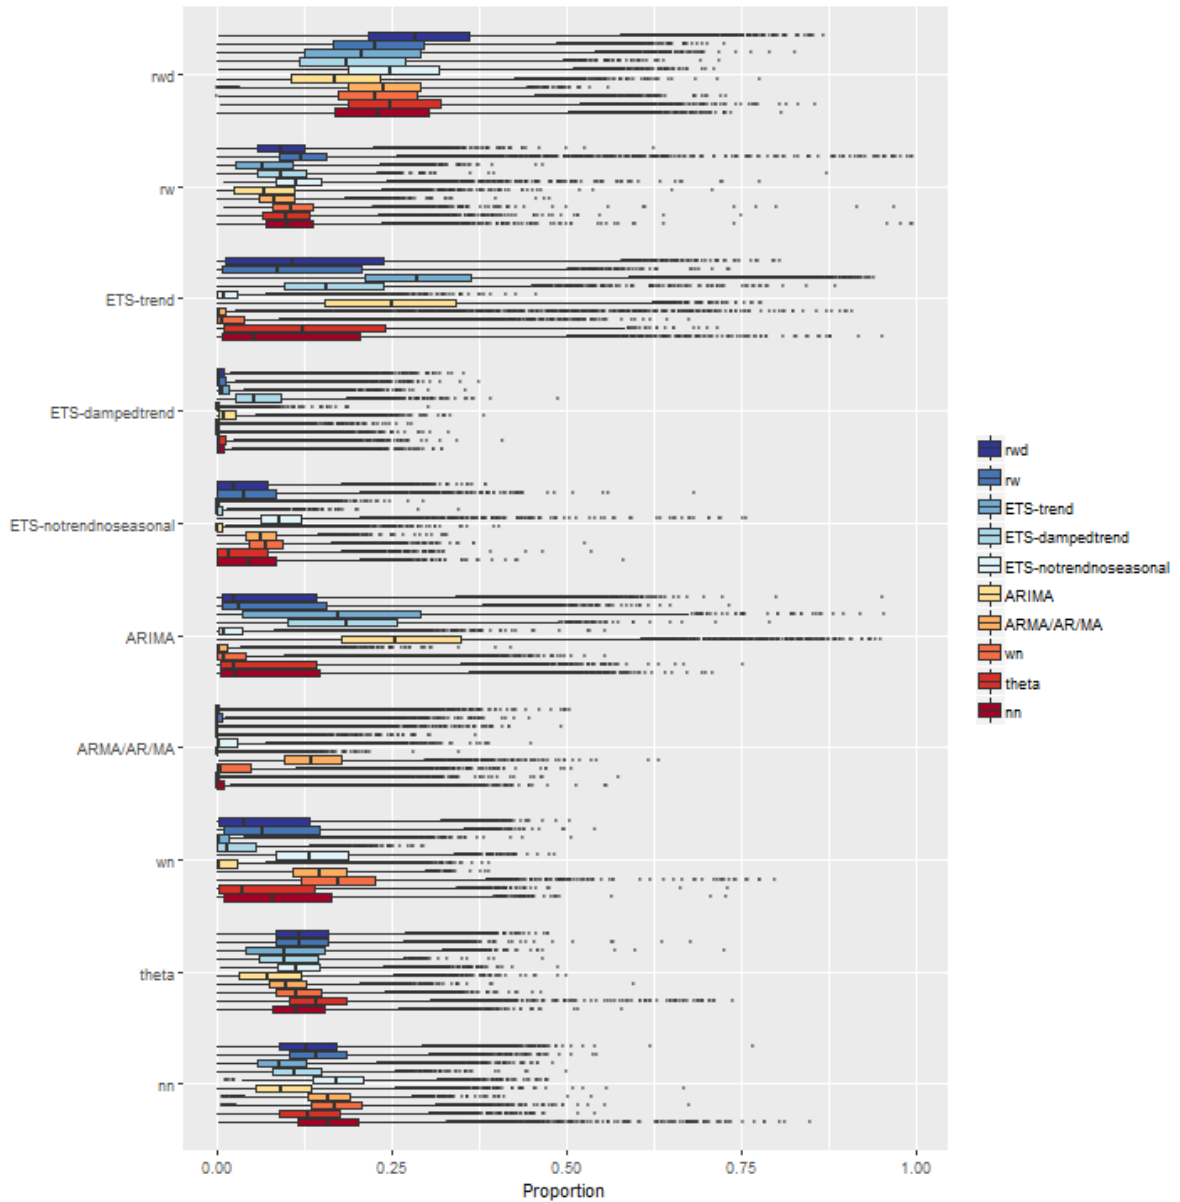 rwd
rw
ETS-trend
ETS-dampedtrend
ETS-notrendnoseasonal
ARIMA
ARMA/AR/MA
wn
theta
nn
0.00 0.25 0.50 0.75 1.00
Proportion
rwd
rw
ETS-trend
ETS-dampedtrend
ETS-notrendnoseasonal
ARIMA
ARMA/AR/MA
wn
theta
nn